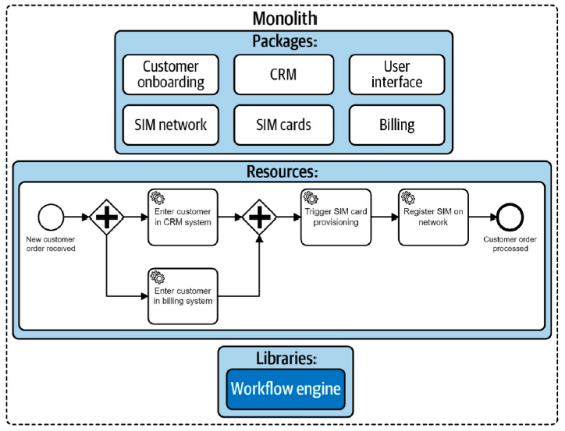 Monolith
Packages:
Customer
onboarding
CRM
User
interface
SIM network
SIM cards
Billing
Resources:
New customer
order received
Enter customer
in CRM system
Enter customer
in billing system
Trigger SIM card
provisioning
Register SIM on
network
Customer order
processed
Libraries:
Workflow engine